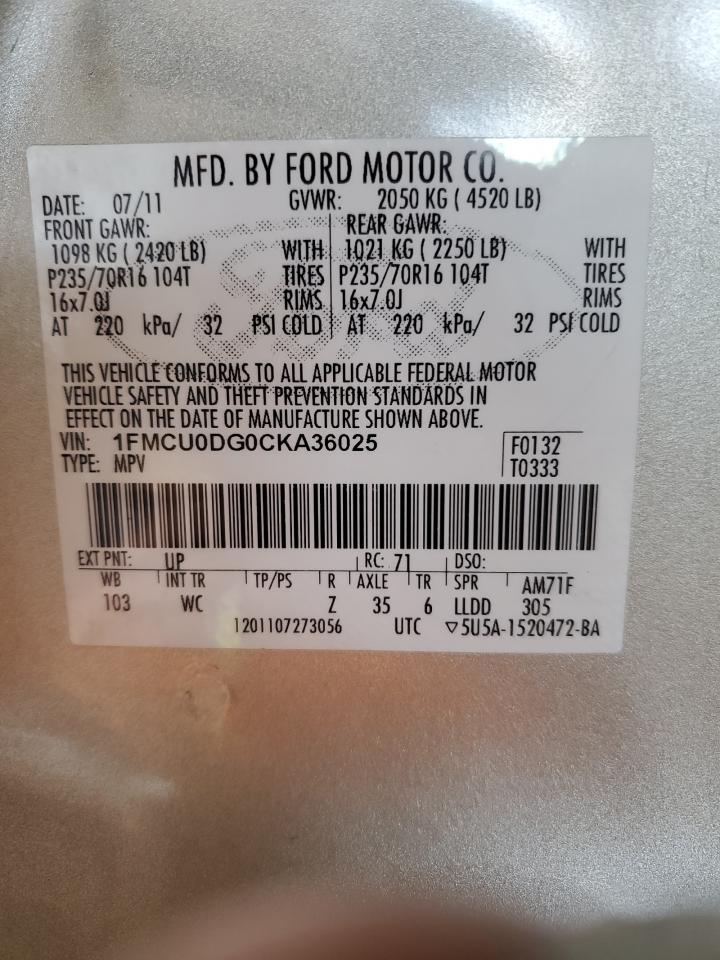 MFD. BY FORD MOTOR CO.
DATE: 07/11 GVWR: 2050 KG ( 4520 LB)
FRONT GAWR: REAR GAWR:
1098 KG ( 2420 LB) WITH 1021 KG ( 2250 LB) WITH
P235/70R16 104T TIRES P235/70R16 104T TIRES
16x7.0J RIMS 16x7.0J RIMS
AT 220 kPa/ 32 PSI COLD AT 220 kPa/ 32 PSI COLD
THIS VEHICLE CONFORMS TO ALL APPLICABLE FEDERAL MOTOR
VEHICLE SAFETY AND THEFT PREVENTION STANDARDS IN
EFFECT ON THE DATE OF MANUFACTURE SHOWN ABOVE.
VIN: 1FMCU0DG0CKA36025 F0132
TYPE: MPV T0333
EXT PNT: UP RC: 71 DSO:
WB INT TR TP/PS R AXLE TR SPR AM71F
103 WC Z 35 6 LLDD 305
1201107273056 UTC ▽5U5A-1520472-BA